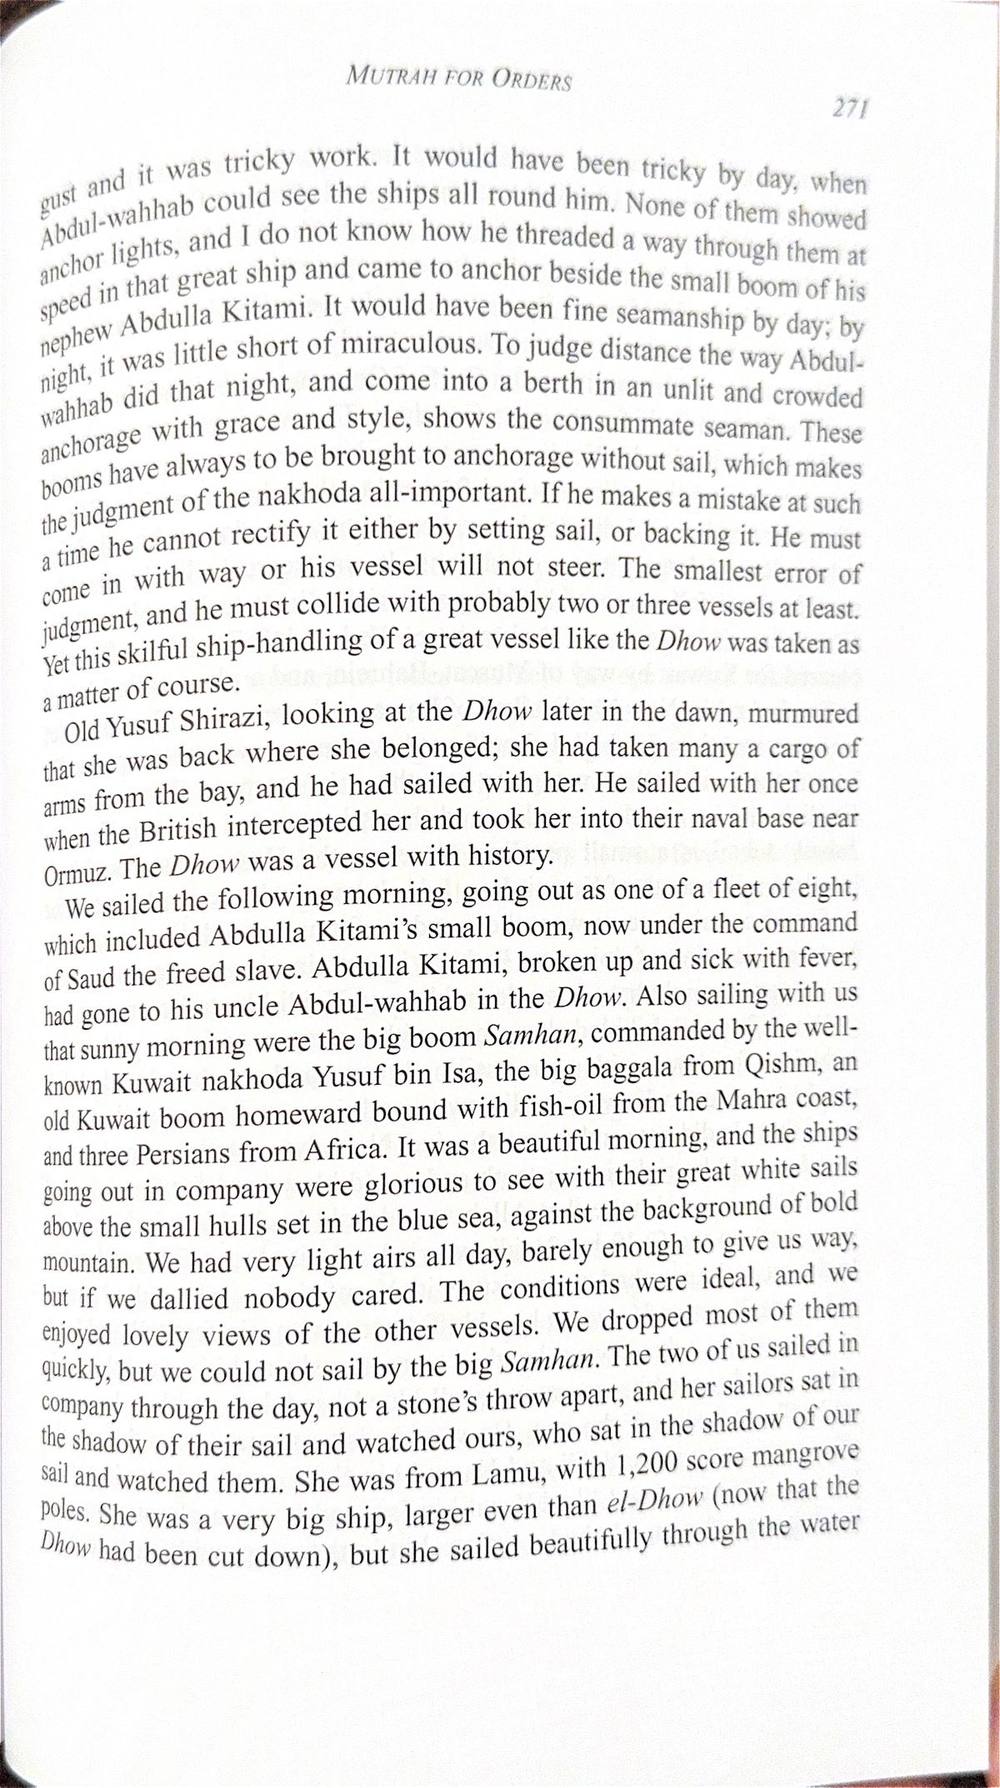 MUTRAH FOR ORDERS
271
gust and it was tricky work. It would have been tricky by day, when
Abdul-wahhab could see the ships all round him. None of them showed
anchor lights, and I do not know how he threaded a way through them at
speed in that great ship and came to anchor beside the small boom of his
nephew Abdulla Kitami. It would have been fine seamanship by day; by
night, it was little short of miraculous. To judge distance the way Abdul-
wahhab did that night, and come into a berth in an unlit and crowded
anchorage with grace and style, shows the consummate seaman. These
booms have always to be brought to anchorage without sail, which makes
the judgment of the nakhoda all-important. If he makes a mistake at such
a time he cannot rectify it either by setting sail, or backing it. He must
come in with way or his vessel will not steer. The smallest error of
judgment, and he must collide with probably two or three vessels at least.
Yet this skilful ship-handling of a great vessel like the Dhow was taken as
a matter of course.
Old Yusuf Shirazi, looking at the Dhow later in the dawn, murmured
that she was back where she belonged; she had taken many a cargo of
arms from the bay, and he had sailed with her. He sailed with her once
when the British intercepted her and took her into their naval base near
Ormuz. The Dhow was a vessel with history.
We sailed the following morning, going out as one of a fleet of eight,
which included Abdulla Kitami's small boom, now under the command
of Saud the freed slave. Abdulla Kitami, broken up and sick with fever,
had gone to his uncle Abdul-wahhab in the Dhow. Also sailing with us
that sunny morning were the big boom Samhan, commanded by the well-
known Kuwait nakhoda Yusuf bin Isa, the big baggala from Qishm, an
old Kuwait boom homeward bound with fish-oil from the Mahra coast,
and three Persians from Africa. It was a beautiful morning, and the ships
going out in company were glorious to see with their great white sails
above the small hulls set in the blue sea, against the background of bold
mountain. We had very light airs all day, barely enough to give us way,
but if we dallied nobody cared. The conditions were ideal, and we
enjoyed lovely views of the other vessels. We dropped most of them
quickly, but we could not sail by the big Samhan. The two of us sailed in
company through the day, not a stone's throw apart, and her sailors sat in
the shadow of their sail and watched ours, who sat in the shadow of our
sail and watched them. She was from Lamu, with 1,200 score mangrove
poles. She was a very big ship, larger even than el-Dhow (now that the
Dhow had been cut down), but she sailed beautifully through the water